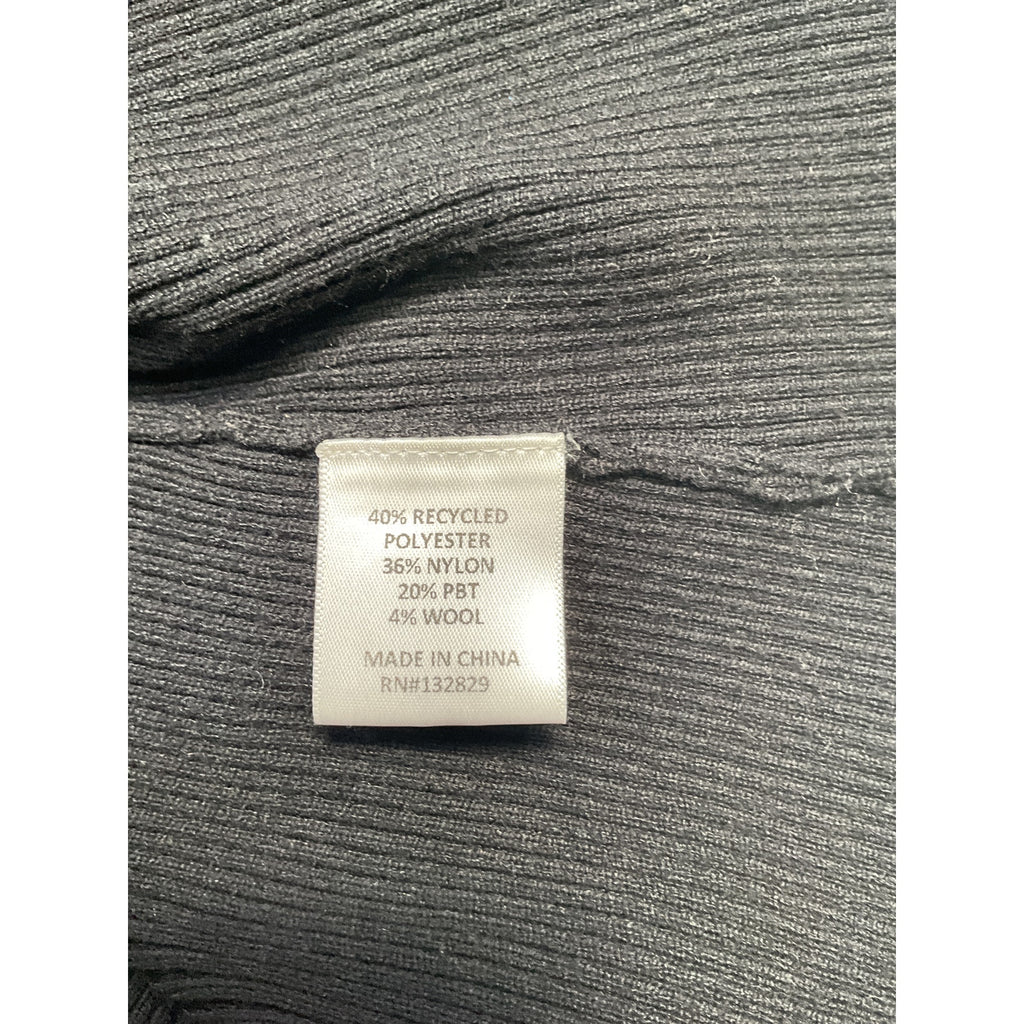 40% RECYCLED
POLYESTER
36% NYLON
20% PBT
4% WOOL
MADE IN CHINA
RN#132829